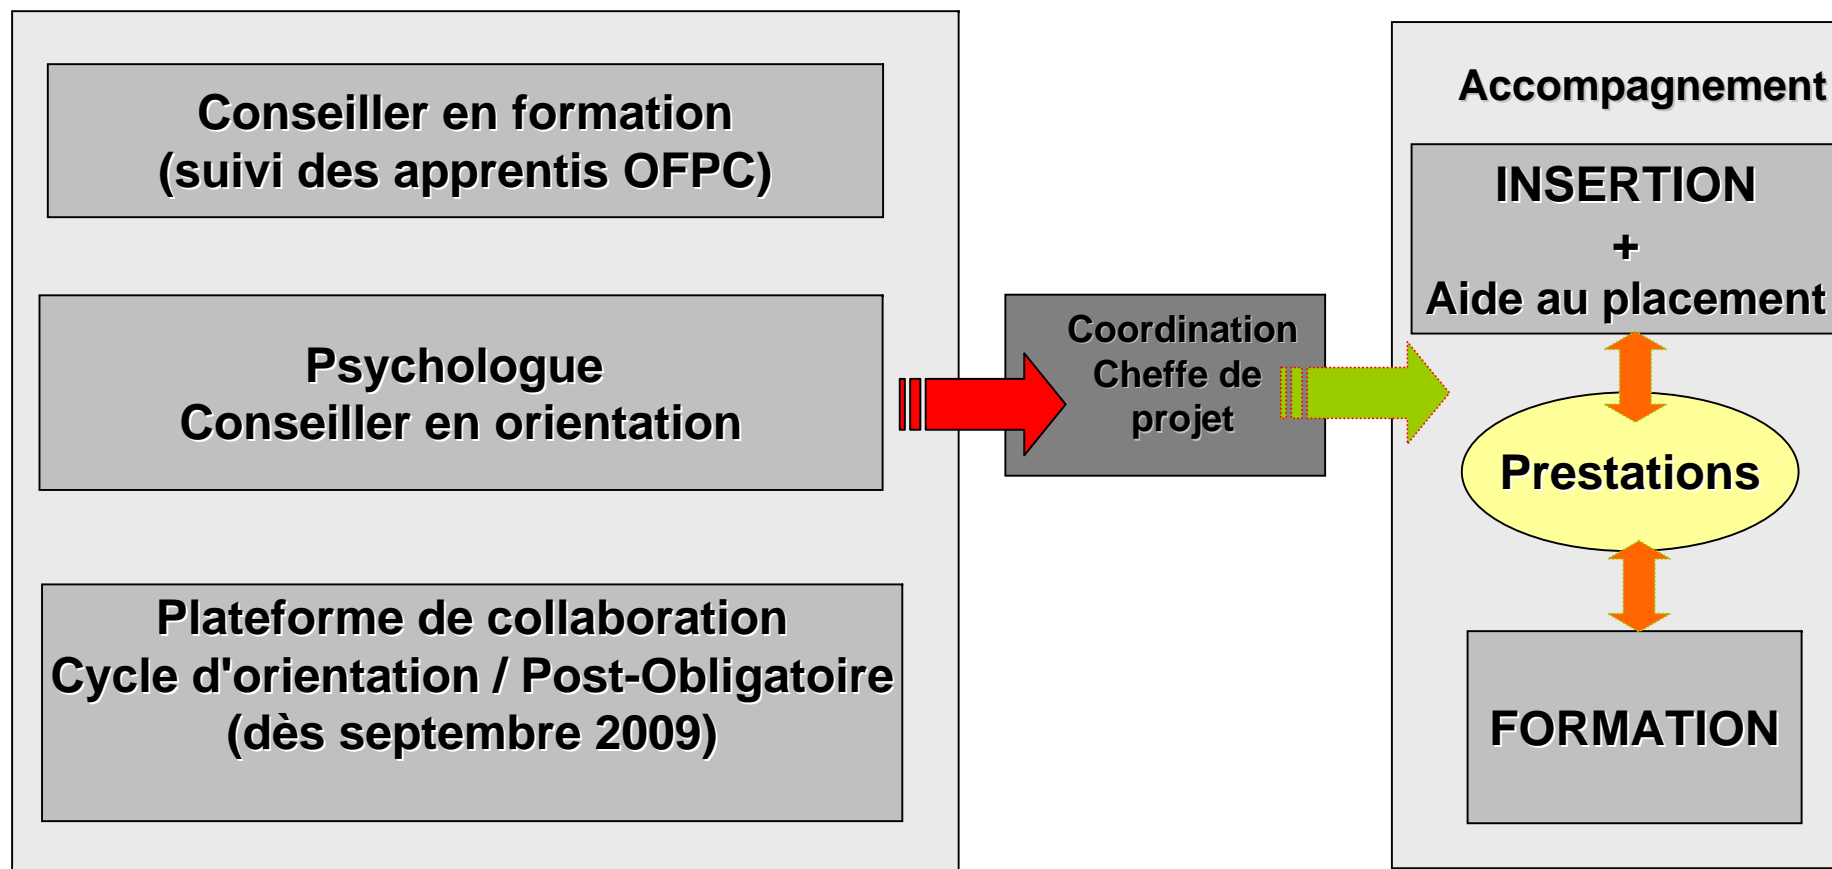 Conseiller en formation
(suivi des apprentis OFPC)
Psychologue
Conseiller en orientation
Plateforme de collaboration
Cycle d'orientation / Post-Obligatoire
(dès septembre 2009)
Coordination
Cheffe de
projet
Accompagnement
INSERTION
+
Aide au placement
Prestations
FORMATION